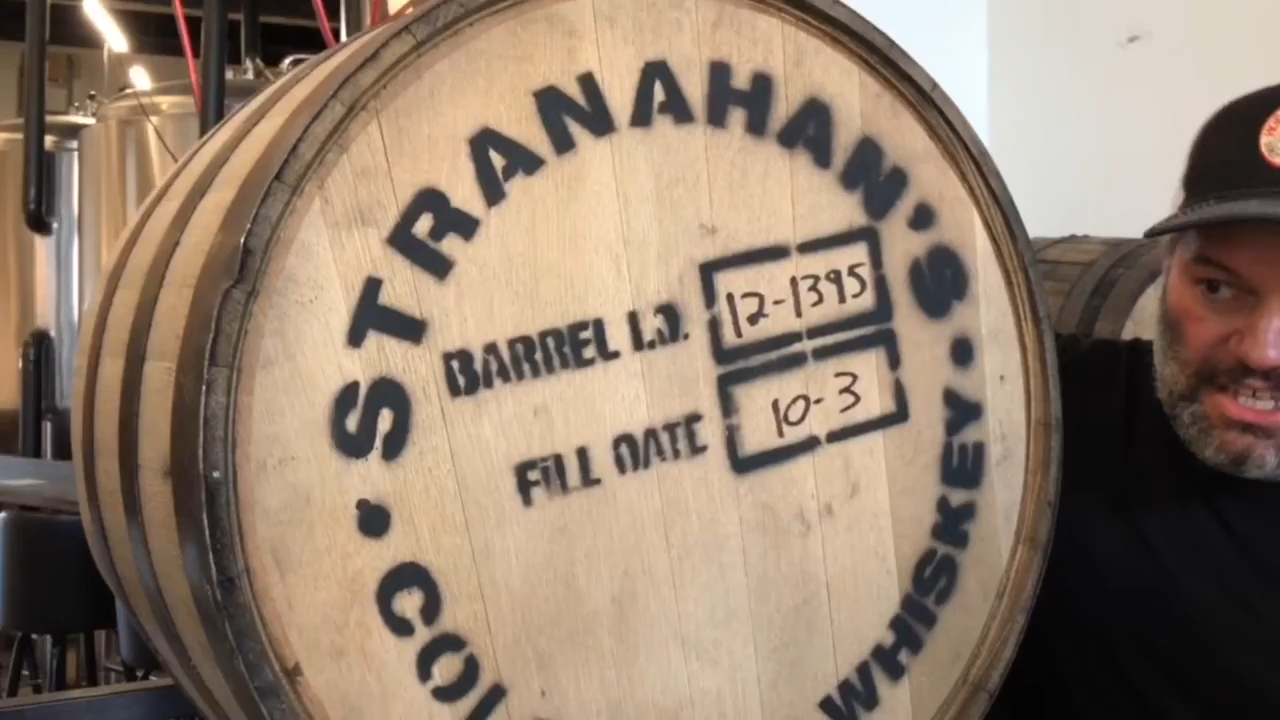 STRANAHAN'S
BARREL I.D. 12-1395
FILL DATE 10-3
WHISKEY